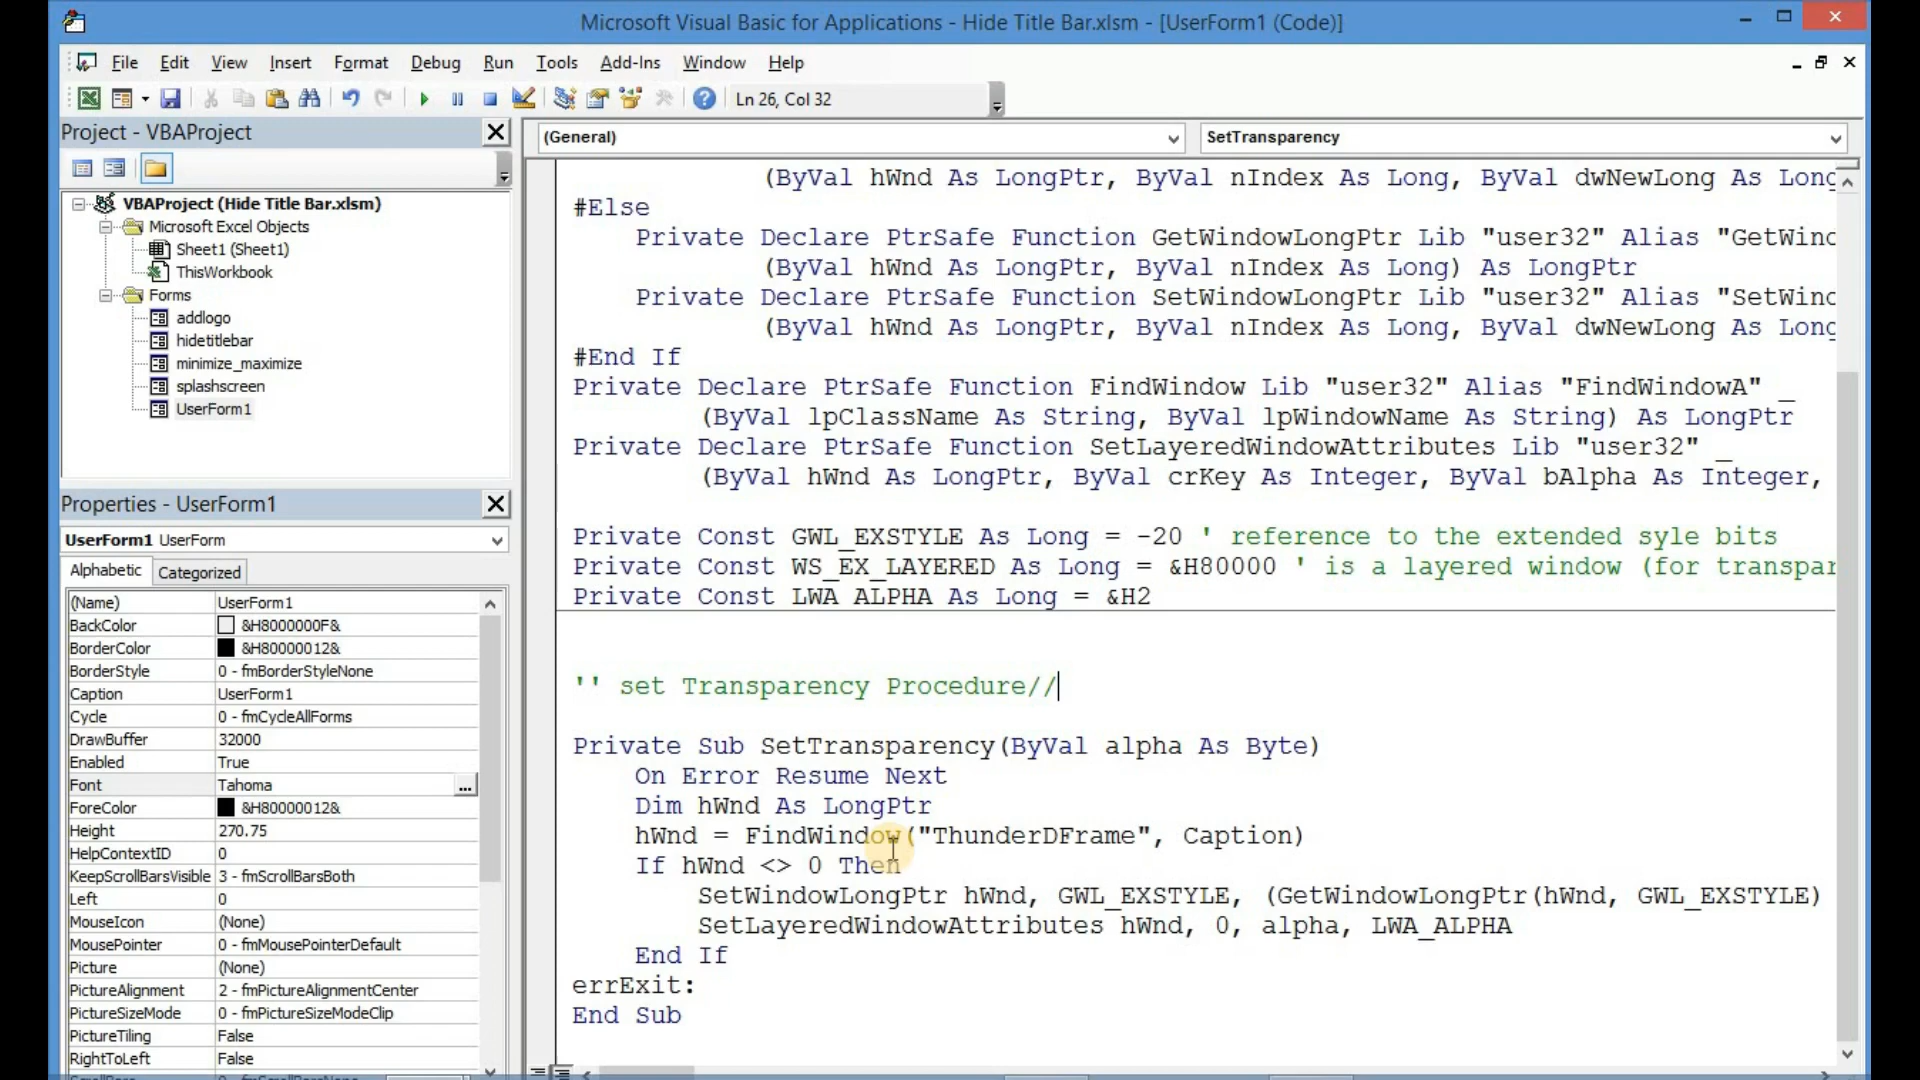 Microsoft Visual Basic for Applications - Hide Title Bar.xlsm - [UserForm1 (Code)]
File Edit View Insert Format Debug Run Tools Add-Ins Window Help
Ln 26, Col 32
Project - VBAProject
(General) SetTransparency
VBAProject (Hide Title Bar.xlsm)
Microsoft Excel Objects
Sheet1 (Sheet1)
ThisWorkbook
Forms
addlogo
hidetitlebar
minimize_maximize
splashscreen
UserForm1
Properties - UserForm1
UserForm1 UserForm
Alphabetic Categorized
(Name) UserForm1
BackColor &H8000000F&
BorderColor &H80000012&
BorderStyle 0 - fmBorderStyleNone
Caption UserForm1
Cycle 0 - fmCycleAllForms
DrawBuffer 32000
Enabled True
Font Tahoma ...
ForeColor &H80000012&
Height 270.75
HelpContextID 0
KeepScrollBarsVisible 3 - fmScrollBarsBoth
Left 0
MouseIcon (None)
MousePointer 0 - fmMousePointerDefault
Picture (None)
PictureAlignment 2 - fmPictureAlignmentCenter
PictureSizeMode 0 - fmPictureSizeModeClip
PictureTiling False
RightToLeft False
(ByVal hWnd As LongPtr, ByVal nIndex As Long, ByVal dwNewLong As Long
#Else
Private Declare PtrSafe Function GetWindowLongPtr Lib "user32" Alias "GetWinc
(ByVal hWnd As LongPtr, ByVal nIndex As Long) As LongPtr
Private Declare PtrSafe Function SetWindowLongPtr Lib "user32" Alias "SetWinc
(ByVal hWnd As LongPtr, ByVal nIndex As Long, ByVal dwNewLong As Long
#End If
Private Declare PtrSafe Function FindWindow Lib "user32" Alias "FindWindowA" _
(ByVal lpClassName As String, ByVal lpWindowName As String) As LongPtr
Private Declare PtrSafe Function SetLayeredWindowAttributes Lib "user32" _
(ByVal hWnd As LongPtr, ByVal crKey As Integer, ByVal bAlpha As Integer,
Private Const GWL_EXSTYLE As Long = -20 ' reference to the extended syle bits
Private Const WS_EX_LAYERED As Long = &H80000 ' is a layered window (for transpar
Private Const LWA_ALPHA As Long = &H2
'' set Transparency Procedure//
Private Sub SetTransparency(ByVal alpha As Byte)
On Error Resume Next
Dim hWnd As LongPtr
hWnd = FindWindow("ThunderDFrame", Caption)
If hWnd <> 0 Then
SetWindowLongPtr hWnd, GWL_EXSTYLE, (GetWindowLongPtr(hWnd, GWL_EXSTYLE)
SetLayeredWindowAttributes hWnd, 0, alpha, LWA_ALPHA
End If
errExit:
End Sub